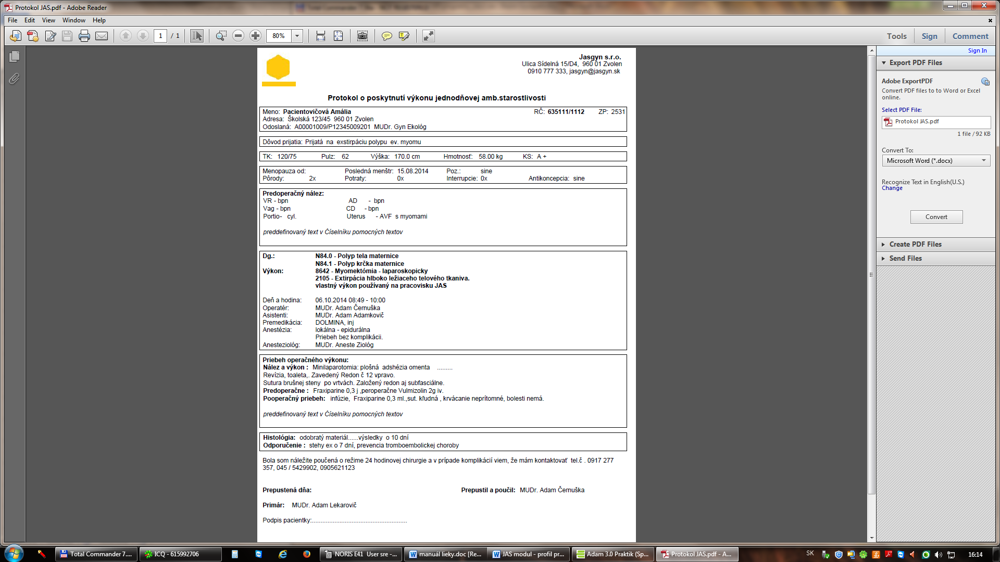 Protokol JAS.pdf - Adobe Reader
File Edit View Window Help
1 / 1 80% Tools Sign Comment
Sign In
Export PDF Files
Adobe ExportPDF
Convert PDF files to to Word or Excel
online.
Select PDF File:
Protokol JAS.pdf
1 file / 92 KB
Convert To:
Microsoft Word (*.docx)
Recognize Text in English(U.S.)
Change
Convert
Create PDF Files
Send Files
Jasgyn s.r.o.
Ulica Sídelná 15/D4, 960 01 Zvolen
0910 777 333, jasgyn@jasgyn.sk
Protokol o poskytnutí výkonu jednodňovej amb.starostlivosti
Meno: Pacientovičová Amália RČ: 635111/1112 ZP: 2531
Adresa: Školská 123/45 960 01 Zvolen
Odoslaná: A00001009/P12345009201 MUDr. Gyn Ekológ
Dôvod prijatia: Prijatá na exstirpáciu polypu ev. myomu
TK: 120/75 Pulz: 62 Výška: 170.0 cm Hmotnosť: 58.00 kg KS: A +
Menopauza od: Posledná menštr: 15.08.2014 Poz.: sine
Pôrody: 2x Potraty: 0x Interrupcie: 0x Antikoncepcia: sine
Predoperačný nález:
VR - bpn AD - bpn
Vag - bpn CD - bpn
Portio- cyl. Uterus - AVF s myomami
preddefinovaný text v Číselníku pomocných textov
Dg.: N84.0 - Polyp tela maternice
N84.1 - Polyp krčka maternice
Výkon: 8642 - Myomektómia - laparoskopicky
2105 - Extirpácia hlboko ležiaceho telového tkaniva.
vlastný výkon používaný na pracovisku JAS
Deň a hodina: 06.10.2014 08:49 - 10:00
Operatér: MUDr. Adam Černuška
Asistenti: MUDr. Adam Adamkovič
Premedikácia: DOLMINA, inj
Anestézia: lokálna - epidurálna
Priebeh bez komplikácii.
Anesteziológ: MUDr. Aneste Ziológ
Priebeh operačného výkonu:
Nález a výkon : Minilaparotomia: plošná adshézia omenta .........
Revízia, toaleta,. Zavedený Redon č 12 vpravo.
Sutura brušnej steny po vrtvách. Založený redon aj subfasciálne.
Predoperačne : Fraxiparine 0,3 j ,peroperačne Vulmizolin 2g iv.
Pooperačný priebeh: infúzie, Fraxiparine 0,3 ml.,sut. kľudná , krvácanie neprítomné, bolesti nemá.
preddefinovaný text v Číselníku pomocných textov
Histológia: odobratý materiál......výsledky o 10 dní
Odporučenie : stehy ex o 7 dní, prevencia tromboembolickej choroby
Bola som náležite poučená o režime 24 hodinovej chirurgie a v prípade komplikácií viem, že mám kontaktovať tel.č . 0917 277
357, 045 / 5429902, 0905621123
Prepustená dňa: Prepustil a poučil: MUDr. Adam Černuška
Primár: MUDr. Adam Lekarovič
Podpis pacientky:........................................................
Total Commander 7.... ICQ - 615992706 NORIS E41 User sre -... manuál lieky.doc [Re... JAS modul - profil pr... Adam 3.0 Praktik (Sp... Protokol JAS.pdf - A... SK 16:14